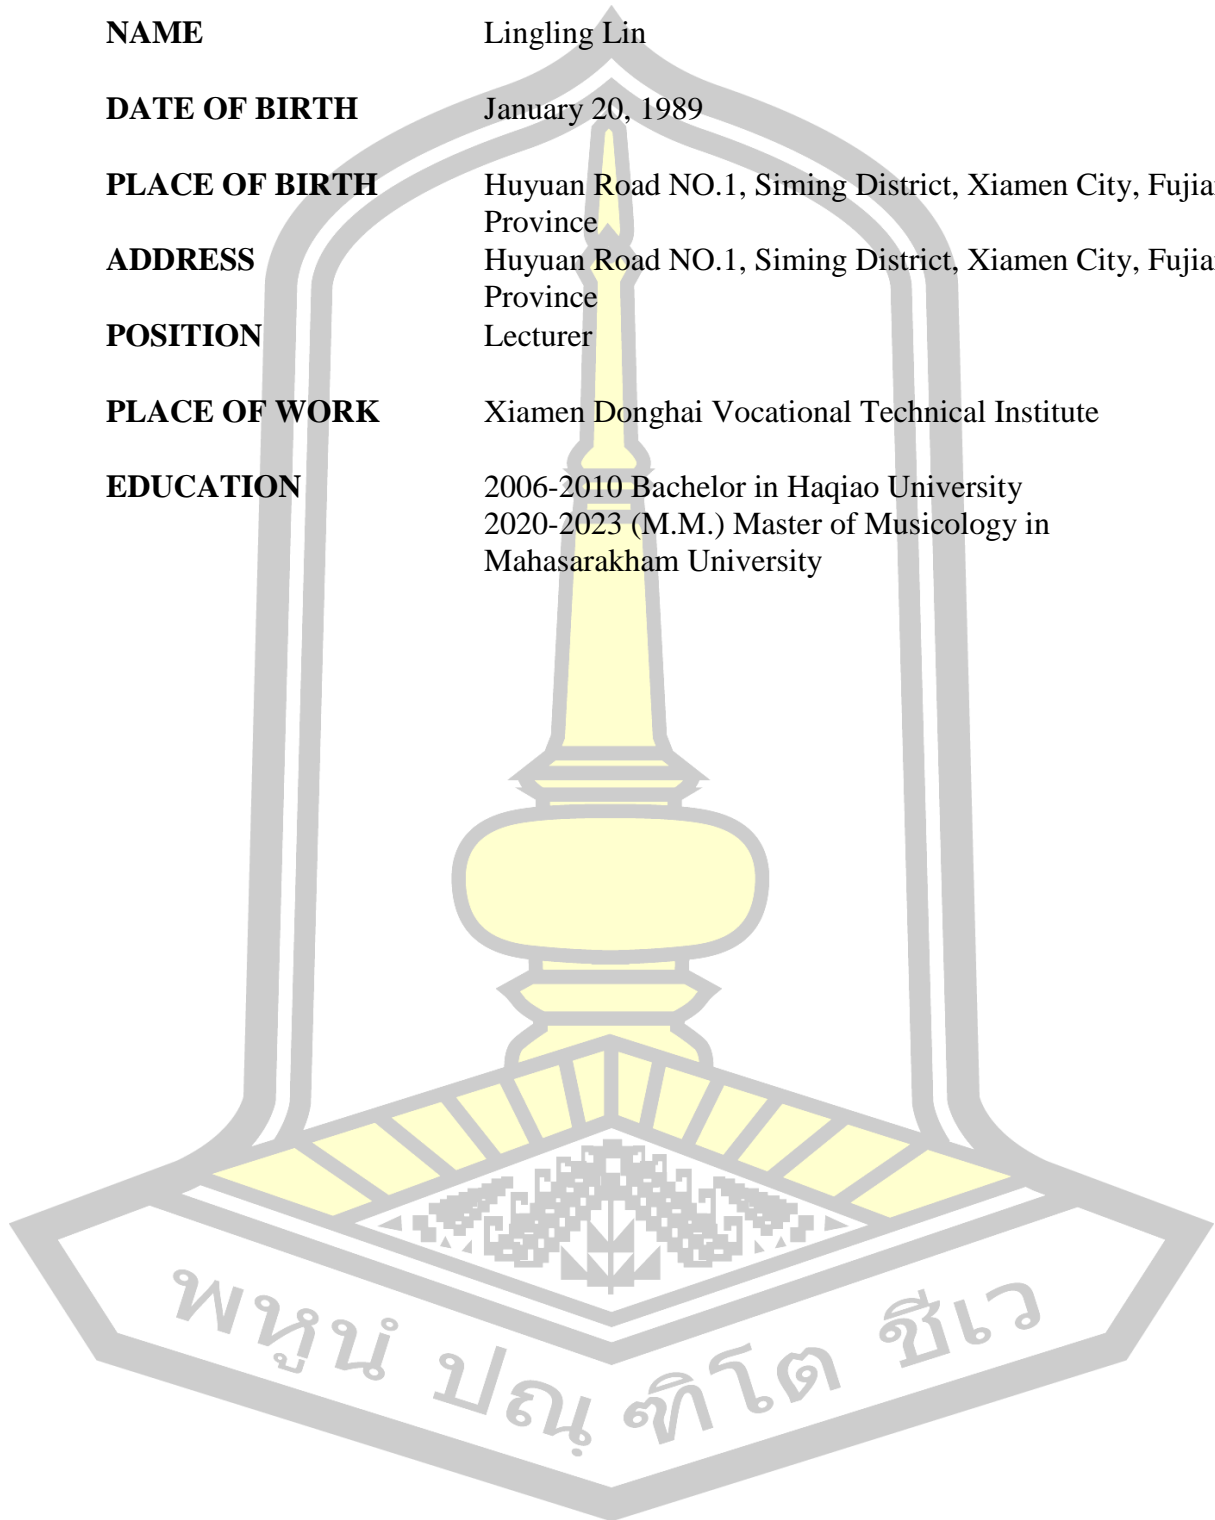 NAME Lingling Lin
DATE OF BIRTH January 20, 1989
PLACE OF BIRTH Huyuan Road NO.1, Siming District, Xiamen City, Fujia
Province
ADDRESS Huyuan Road NO.1, Siming District, Xiamen City, Fujia
Province
POSITION Lecturer
PLACE OF WORK Xiamen Donghai Vocational Technical Institute
EDUCATION 2006-2010 Bachelor in Haqiao University
2020-2023 (M.M.) Master of Musicology in
Mahasarakham University
พหูนํ ปณฺฑิโต ชีเว